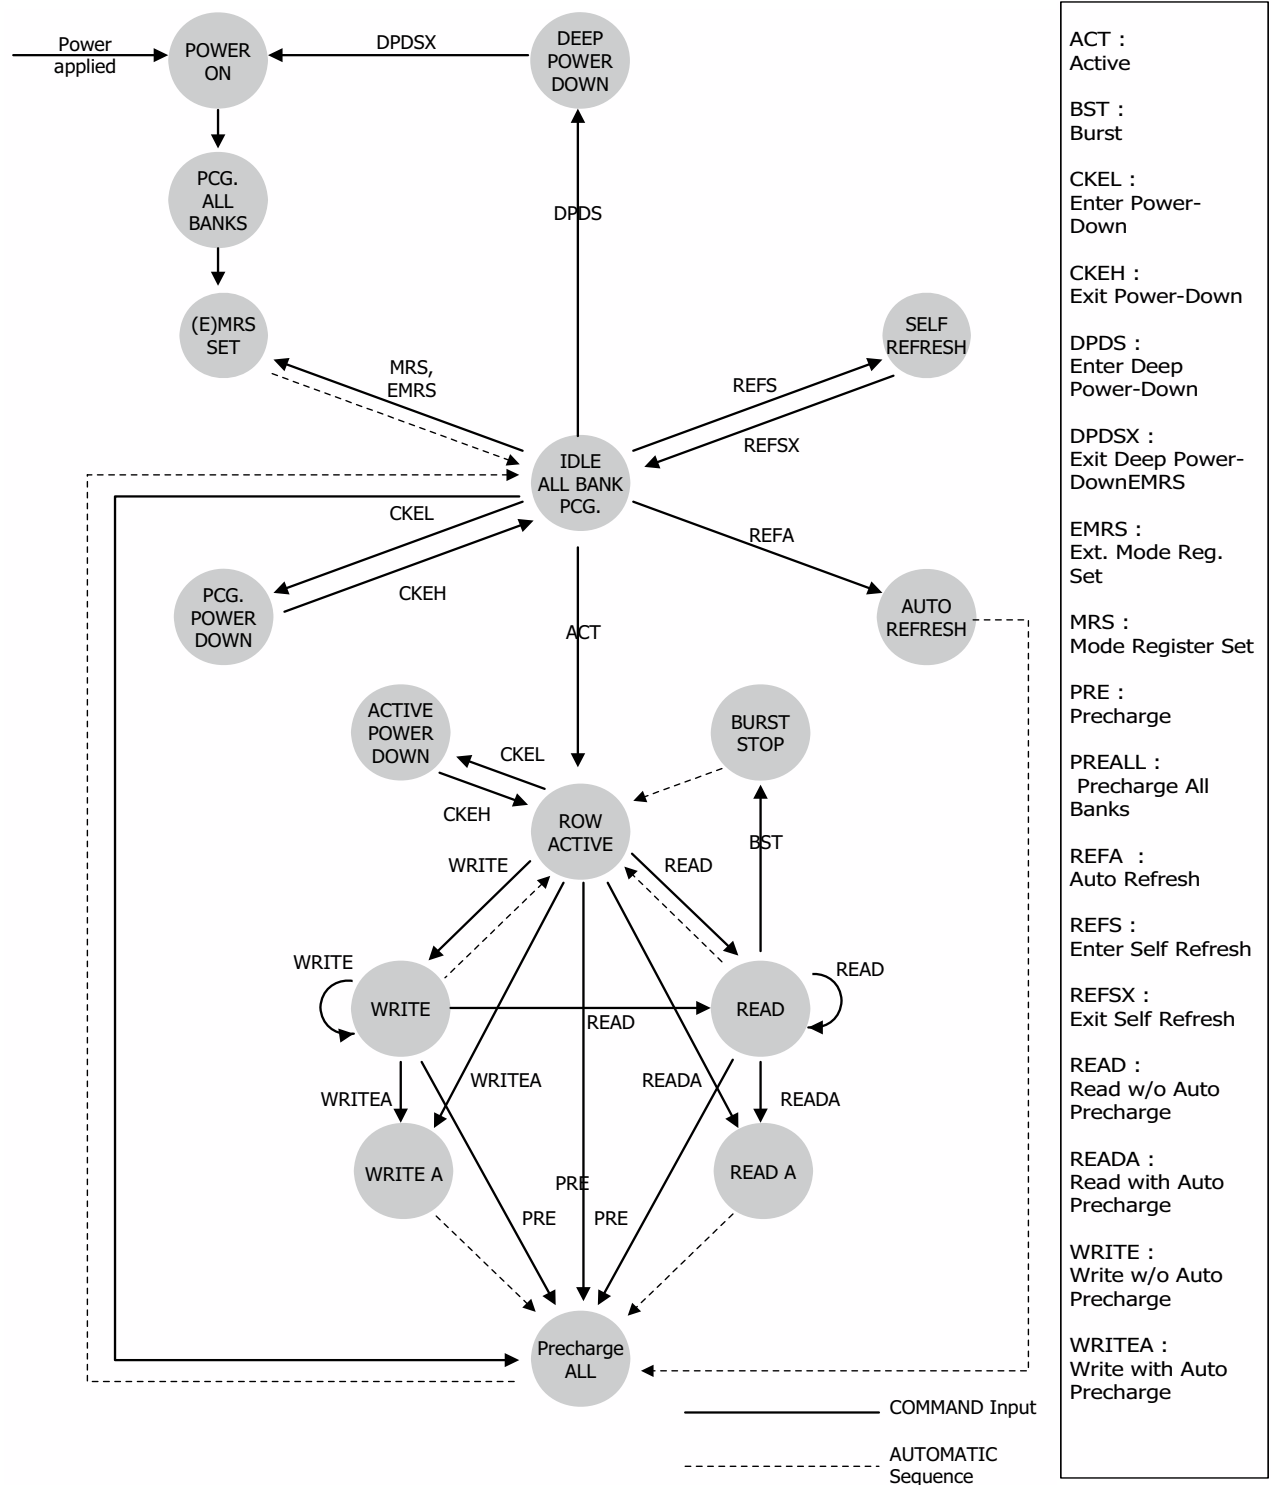 Power
applied
POWER
ON
DPDSX
DEEP
POWER
DOWN
PCG.
ALL
BANKS
DPDS
(E)MRS
SET
MRS,
EMRS
SELF
REFRESH
REFS
REFSX
IDLE
ALL BANK
PCG.
CKEL
CKEH
REFA
PCG.
POWER
DOWN
ACT
AUTO
REFRESH
ACTIVE
POWER
DOWN
CKEL
CKEH
BURST
STOP
ROW
ACTIVE
BST
WRITE
READ
WRITE
WRITE
READ
READ
READ
WRITEA
WRITEA
READA
READA
WRITE A
READ A
PRE
PRE
PRE
Precharge
ALL
COMMAND Input
AUTOMATIC
Sequence
ACT :
Active
BST :
Burst
CKEL :
Enter Power-
Down
CKEH :
Exit Power-Down
DPDS :
Enter Deep
Power-Down
DPDSX :
Exit Deep Power-
DownEMRS
EMRS :
Ext. Mode Reg.
Set
MRS :
Mode Register Set
PRE :
Precharge
PREALL :
Precharge All
Banks
REFA :
Auto Refresh
REFS :
Enter Self Refresh
REFSX :
Exit Self Refresh
READ :
Read w/o Auto
Precharge
READA :
Read with Auto
Precharge
WRITE :
Write w/o Auto
Precharge
WRITEA :
Write with Auto
Precharge